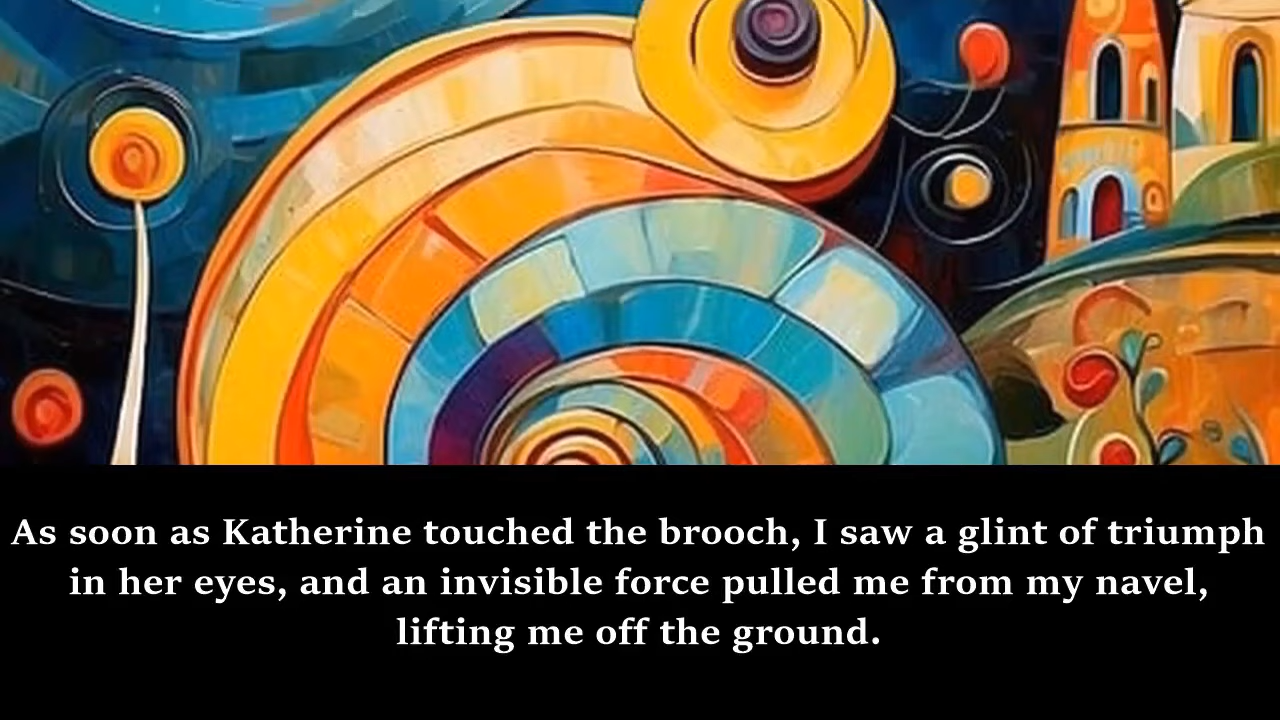 As soon as Katherine touched the brooch, I saw a glint of triumph
in her eyes, and an invisible force pulled me from my navel,
lifting me off the ground.